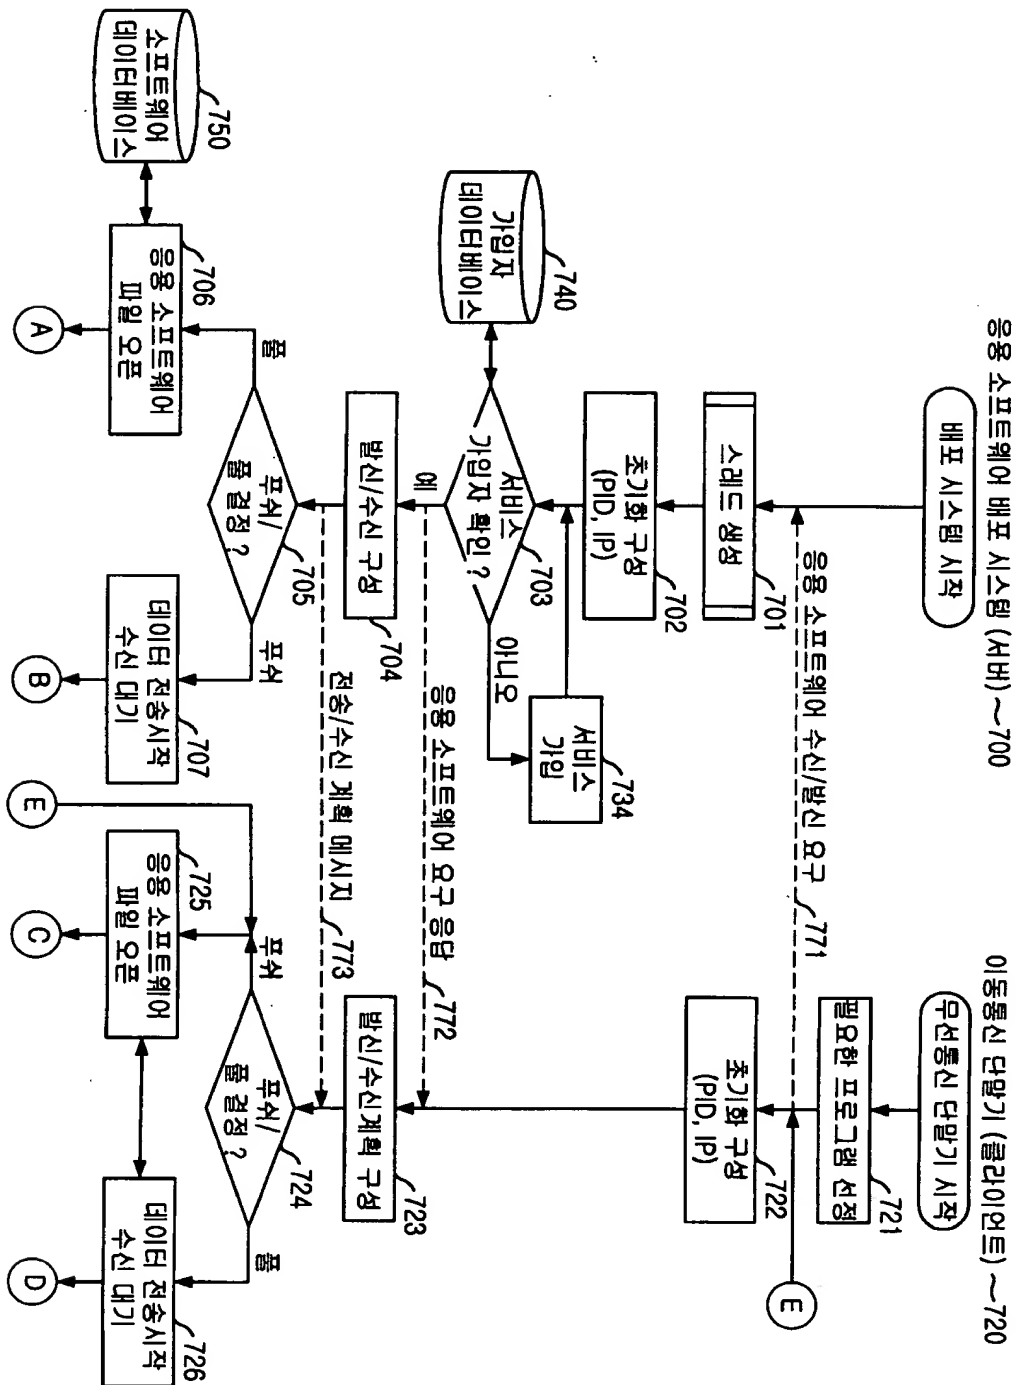 응용 소프트웨어 배포 시스템 (서버) ~700
배포 시스템 시작
스레드 생성
701
초기화 구성
(PID, IP)
702
가입자
데이터베이스
740
서비스
가입자 확인 ?
703
예
아니오
서비스
가입
734
발신/수신 구성
704
푸쉬/
풀 결정 ?
705
풀
푸쉬
소프트웨어
데이터베이스
750
706
응용 소프트웨어
파일 오픈
A
데이터 전송시작
수신 대기
707
B
응용 소프트웨어 수신/발신 요구
771
응용 소프트웨어 요구 응답
772
전송/수신 계획 메시지
773
이동통신 단말기 (클라이언트) ~720
무선통신 단말기 시작
필요한 프로그램 선정
721
E
초기화 구성
(PID, IP)
722
발신/수신계획 구성
723
푸쉬/
풀 결정 ?
724
푸쉬
풀
E
725
응용 소프트웨어
파일 오픈
C
데이터 전송시작
수신 대기
726
D